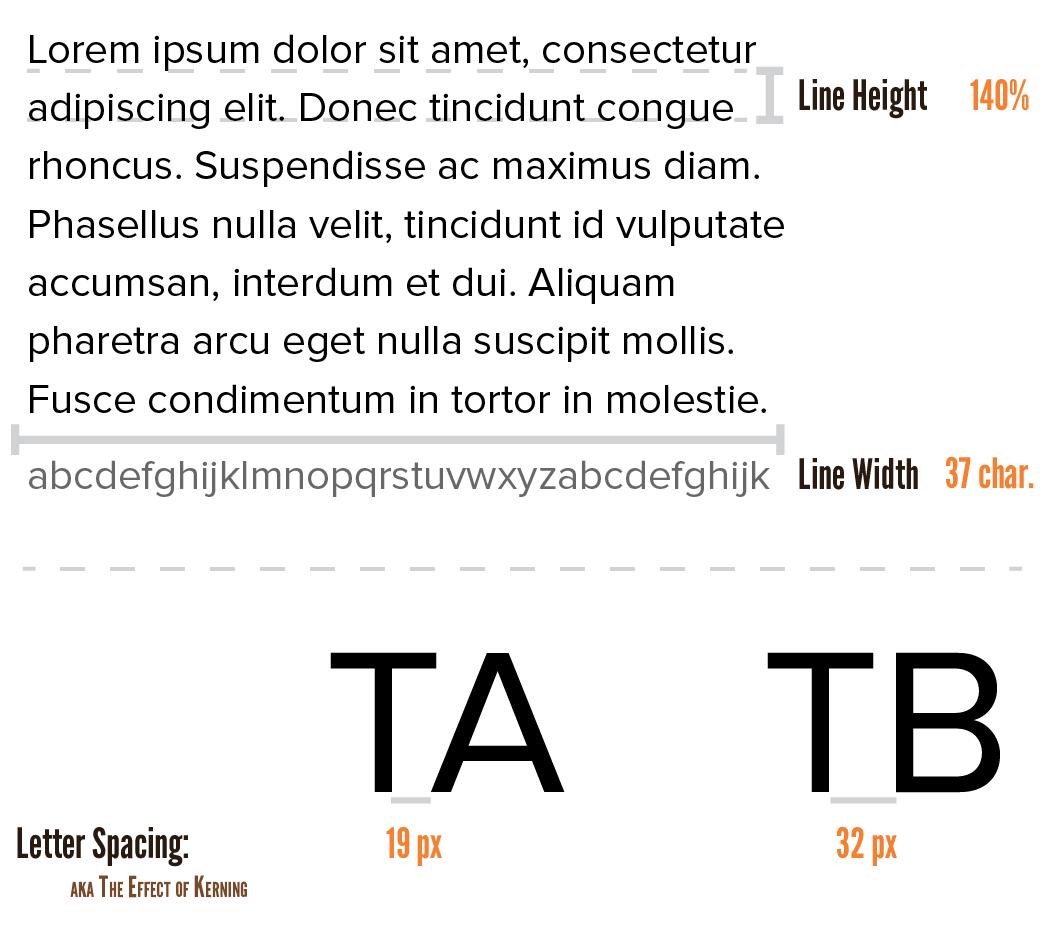 Lorem ipsum dolor sit amet, consectetur
adipiscing elit. Donec tincidunt congue
rhoncus. Suspendisse ac maximus diam.
Phasellus nulla velit, tincidunt id vulputate
accumsan, interdum et dui. Aliquam
pharetra arcu eget nulla suscipit mollis.
Fusce condimentum in tortor in molestie.
Line Height 140%
abcdefghijklmnopqrstuvwxyzabcdefghijk
Line Width 37 char.
TA TB
Letter Spacing: 19 px 32 px
aka The Effect of Kerning